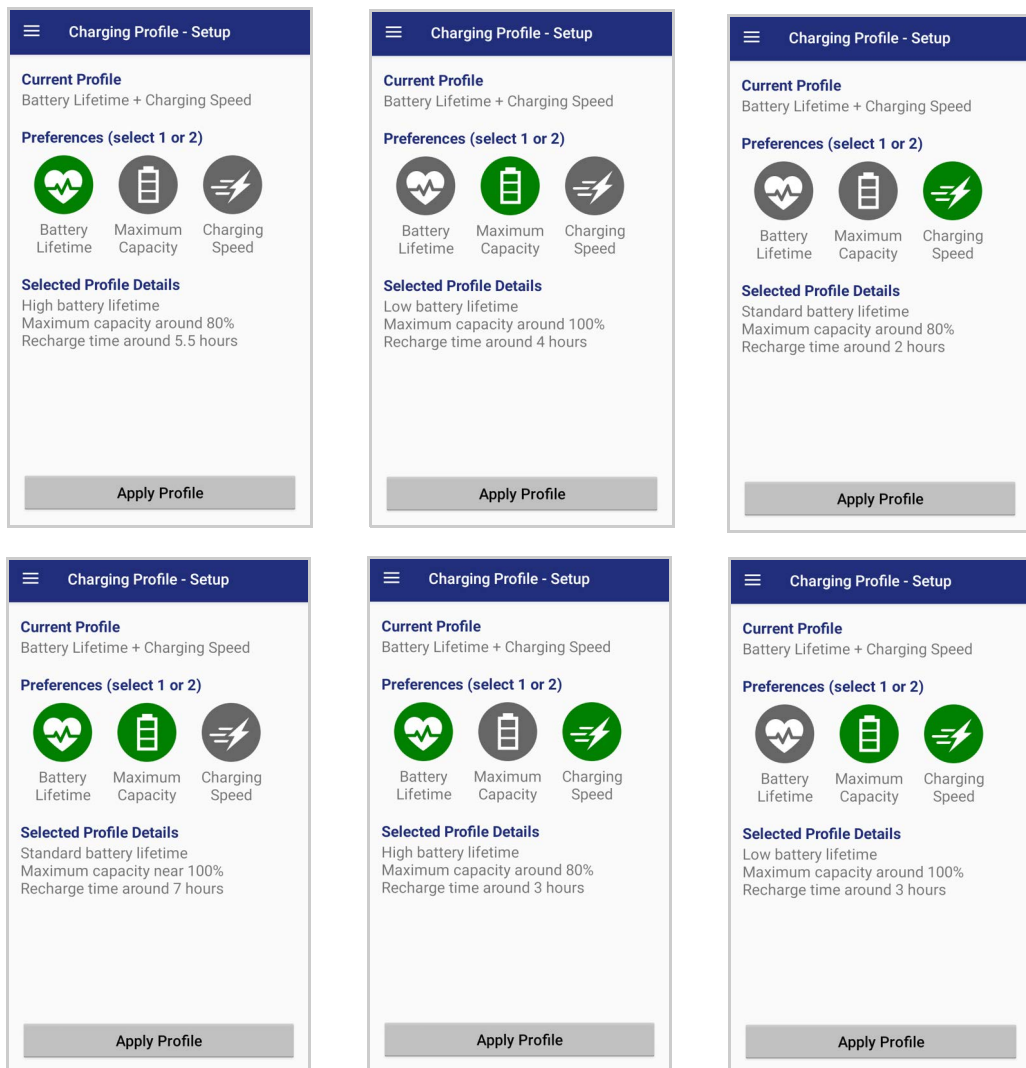 Charging Profile - Setup
Current Profile
Battery Lifetime + Charging Speed
Preferences (select 1 or 2)
Battery Lifetime
Maximum Capacity
Charging Speed
Selected Profile Details
High battery lifetime
Maximum capacity around 80%
Recharge time around 5.5 hours
Apply Profile
Charging Profile - Setup
Current Profile
Battery Lifetime + Charging Speed
Preferences (select 1 or 2)
Battery Lifetime
Maximum Capacity
Charging Speed
Selected Profile Details
Low battery lifetime
Maximum capacity around 100%
Recharge time around 4 hours
Apply Profile
Charging Profile - Setup
Current Profile
Battery Lifetime + Charging Speed
Preferences (select 1 or 2)
Battery Lifetime
Maximum Capacity
Charging Speed
Selected Profile Details
Standard battery lifetime
Maximum capacity around 80%
Recharge time around 2 hours
Apply Profile
Charging Profile - Setup
Current Profile
Battery Lifetime + Charging Speed
Preferences (select 1 or 2)
Battery Lifetime
Maximum Capacity
Charging Speed
Selected Profile Details
Standard battery lifetime
Maximum capacity near 100%
Recharge time around 7 hours
Apply Profile
Charging Profile - Setup
Current Profile
Battery Lifetime + Charging Speed
Preferences (select 1 or 2)
Battery Lifetime
Maximum Capacity
Charging Speed
Selected Profile Details
High battery lifetime
Maximum capacity around 80%
Recharge time around 3 hours
Apply Profile
Charging Profile - Setup
Current Profile
Battery Lifetime + Charging Speed
Preferences (select 1 or 2)
Battery Lifetime
Maximum Capacity
Charging Speed
Selected Profile Details
Low battery lifetime
Maximum capacity around 100%
Recharge time around 3 hours
Apply Profile